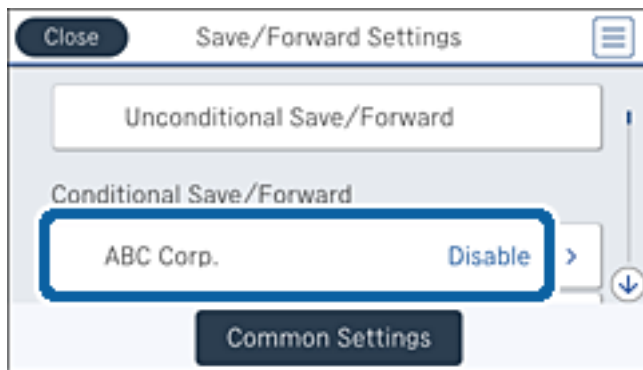 Close Save/Forward Settings
Unconditional Save/Forward
Conditional Save/Forward
ABC Corp. Disable >
Common Settings